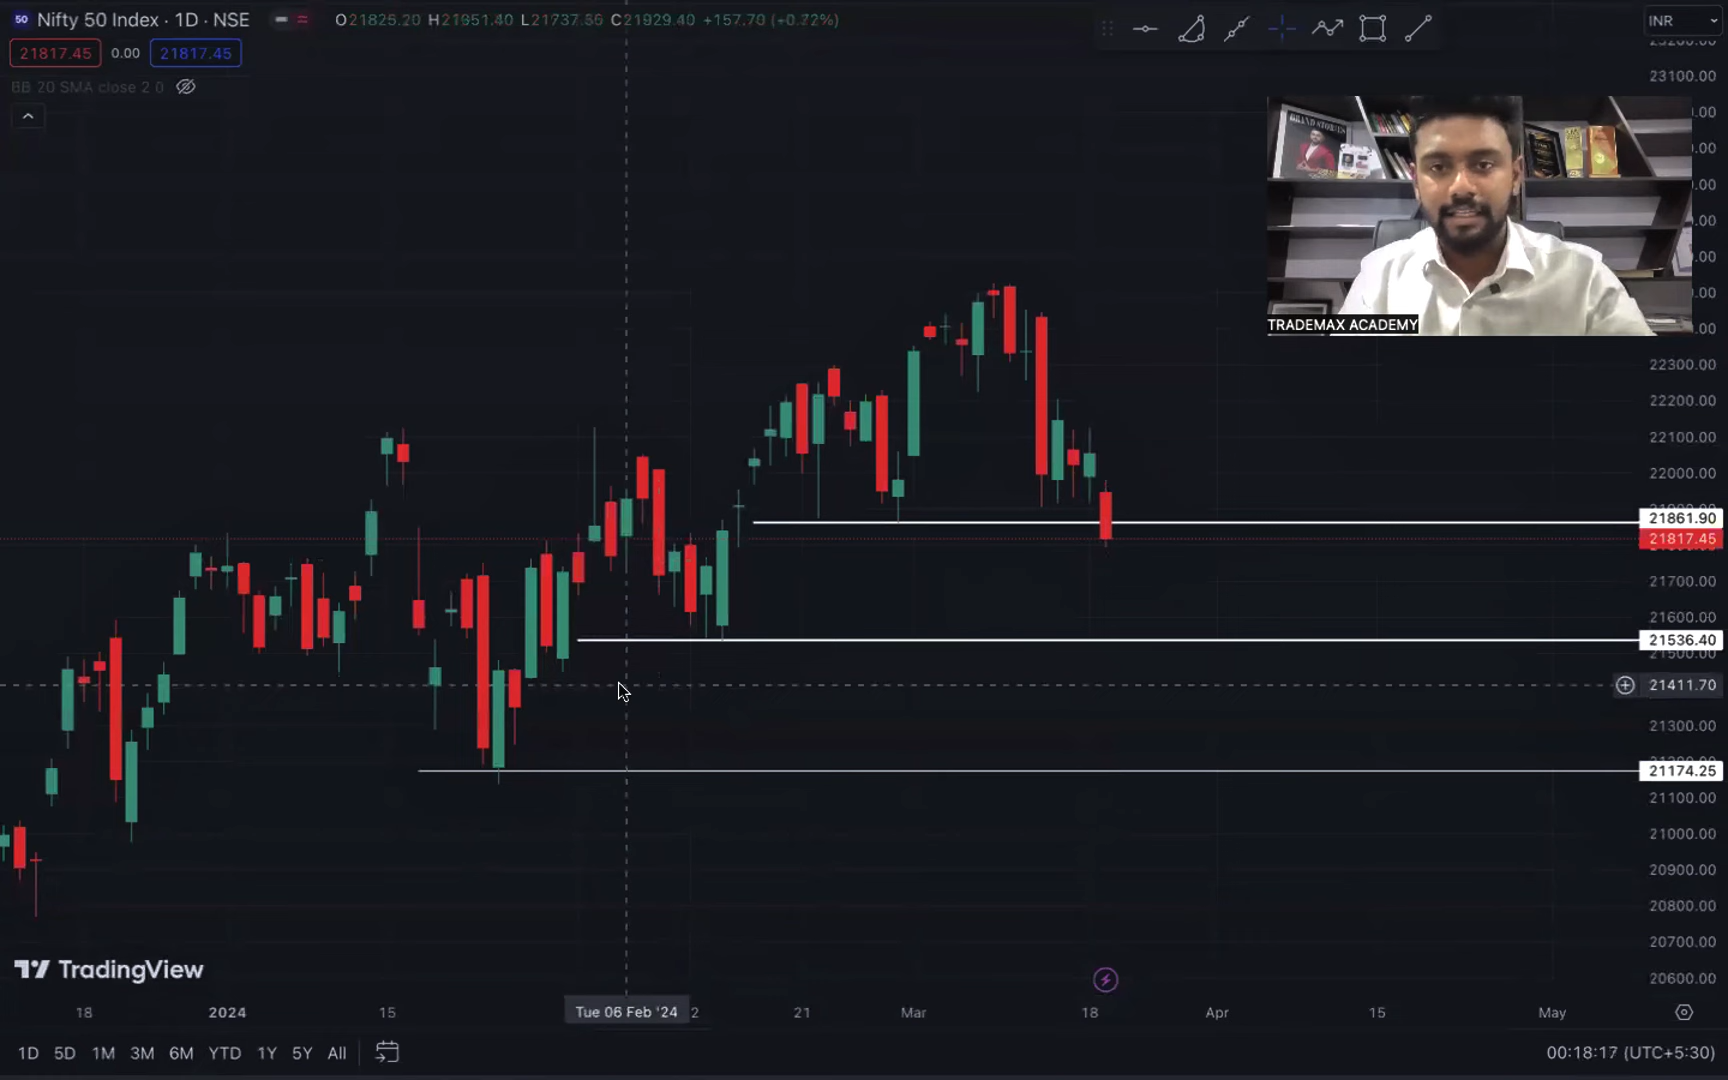 50 Nifty 50 Index · 1D · NSE O21825.20 H21951.40 L21737.55 C21929.40 +157.70 (+0.72%)
21817.45 0.00 21817.45
BB 20 SMA close 2 0
INR
23100.00
BRAND STORIES
TRADEMAX ACADEMY
22300.00
22200.00
22100.00
22000.00
21861.90
21817.45
21700.00
21600.00
21536.40
21500.00
21411.70
21300.00
21174.25
21100.00
21000.00
20900.00
20800.00
20700.00
20600.00
TradingView
18 2024 15 Tue 06 Feb '24 2 21 Mar 18 Apr 15 May
1D 5D 1M 3M 6M YTD 1Y 5Y All 00:18:17 (UTC+5:30)